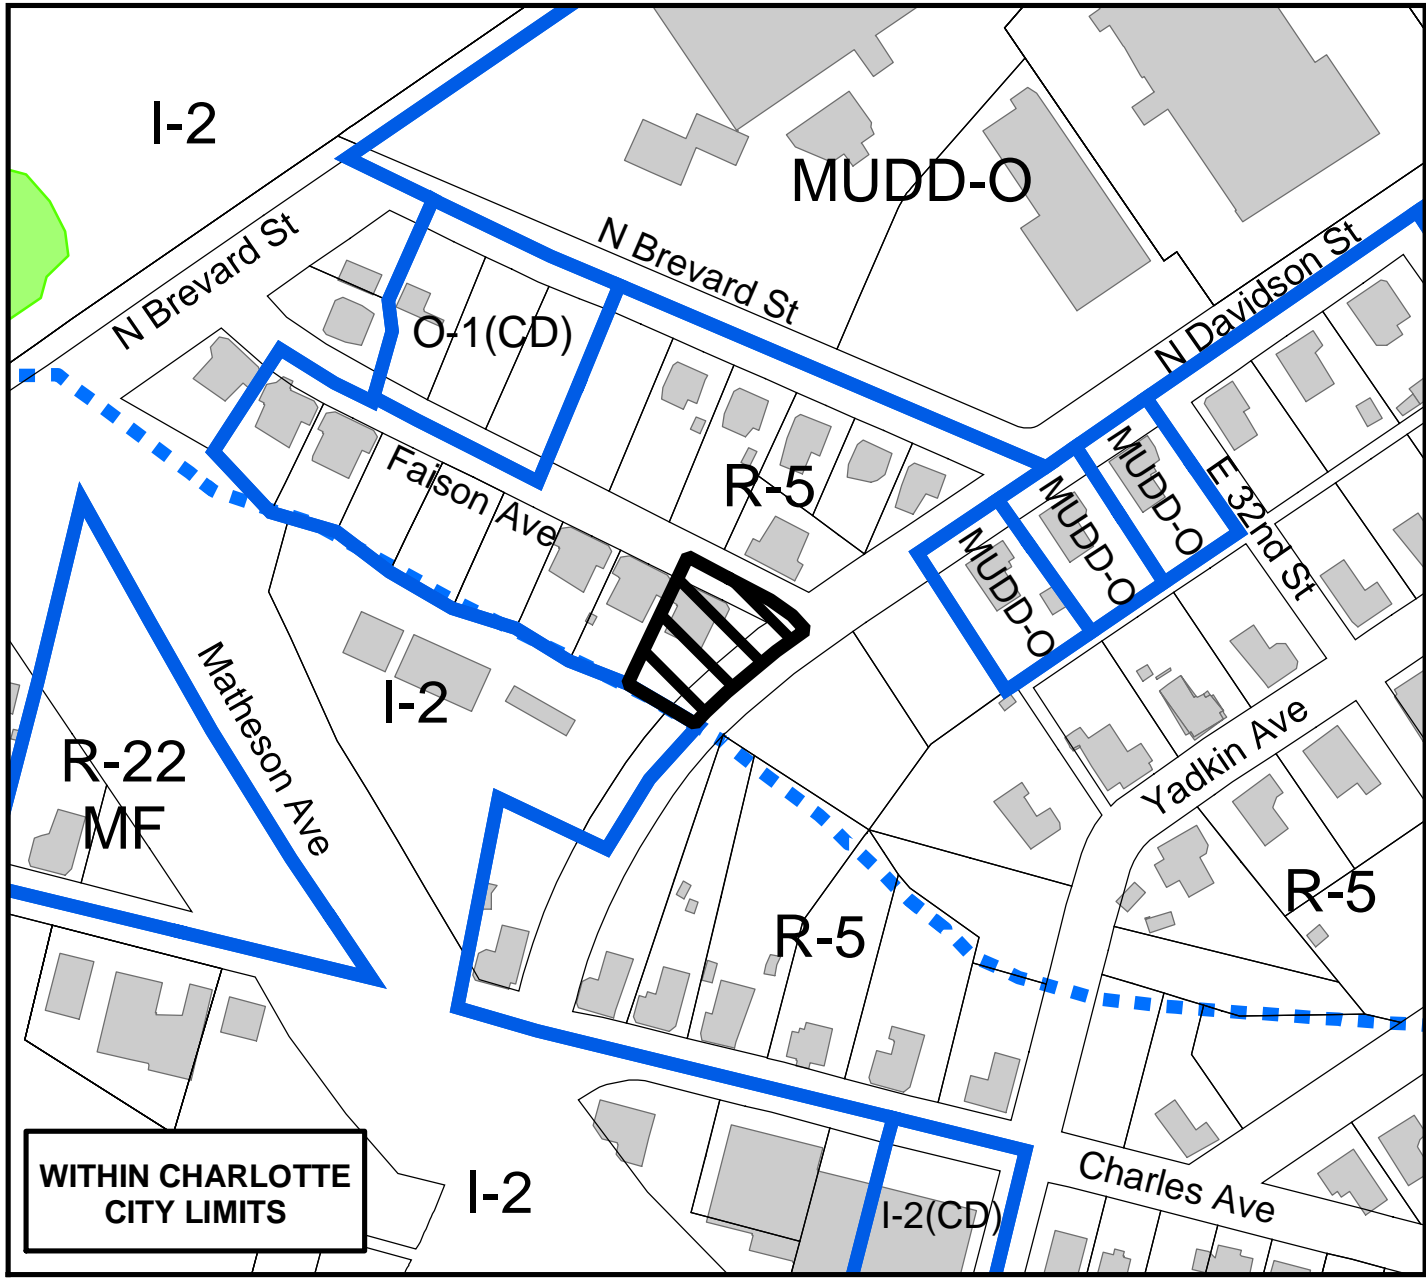 I-2
MUDD-O
N Brevard St
N Brevard St
N Davidson St
O-1(CD)
R-5
Faison Ave
MUDD-O
MUDD-O
MUDD-O
E 32nd St
I-2
Matheson Ave
R-22
MF
Yadkin Ave
R-5
R-5
WITHIN CHARLOTTE
CITY LIMITS
I-2
I-2(CD)
Charles Ave